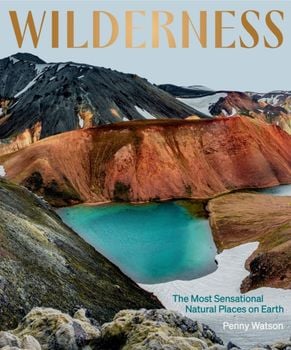 WILDERNESS
The Most Sensational
Natural Places on Earth
Penny Watson